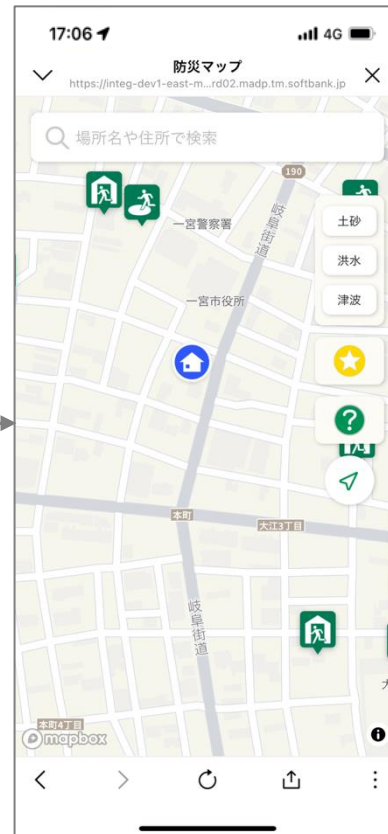 17:06
4G
防災マップ
https://integ-dev1-east-m...rd02.madp.tm.softbank.jp
場所名や住所で検索
190
岐阜街道
一宮警察署
土砂
洪水
一宮市役所
津波
本町
大江3丁目
岐阜街道
大
本町4丁目
mapbox